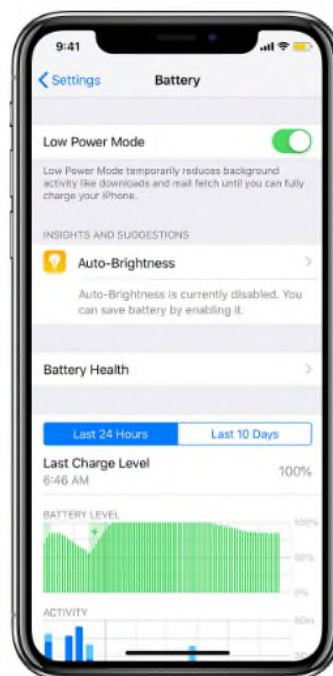 9:41
Settings
Battery
Low Power Mode
Low Power Mode temporarily reduces background
activity like downloads and mail fetch until you can fully
charge your iPhone.
INSIGHTS AND SUGGESTIONS
Auto-Brightness
Auto-Brightness is currently disabled. You
can save battery by enabling it.
Battery Health
Last 24 Hours
Last 10 Days
Last Charge Level
100%
6:46 AM
BATTERY LEVEL
100%
50%
0%
ACTIVITY
60m